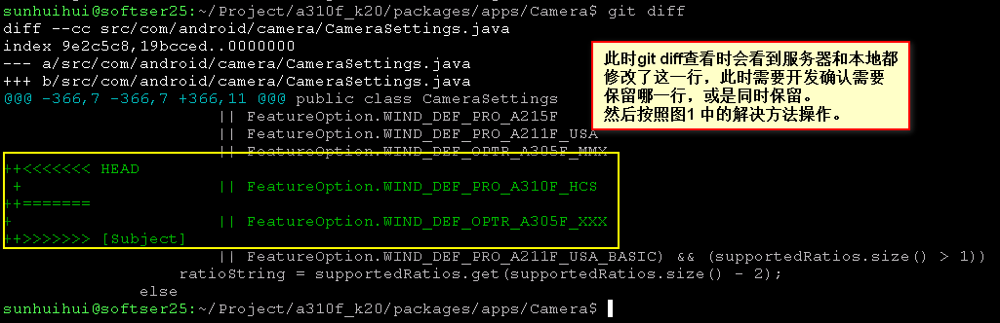 sunhuihui@softser25:~/Project/a310f_k20/packages/apps/Camera$ git diff
diff --cc src/com/android/camera/CameraSettings.java
index 9e2c5c8,19bcced..0000000
--- a/src/com/android/camera/CameraSettings.java
+++ b/src/com/android/camera/CameraSettings.java
@@@ -366,7 -366,7 +366,11 @@@ public class CameraSettings
|| FeatureOption.WIND_DEF_PRO_A215F
|| FeatureOption.WIND_DEF_PRO_A211F_USA
|| FeatureOption.WIND_DEF_OPTR_A305F_MMX
++<<<<<<< HEAD
+ || FeatureOption.WIND_DEF_PRO_A310F_HCS
++=======
+ || FeatureOption.WIND_DEF_OPTR_A305F_XXX
++>>>>>>> [Subject]
|| FeatureOption.WIND_DEF_PRO_A211F_USA_BASIC) && (supportedRatios.size() > 1))
ratioString = supportedRatios.get(supportedRatios.size() - 2);
else
sunhuihui@softser25:~/Project/a310f_k20/packages/apps/Camera$
此时git diff查看时会看到服务器和本地都
修改了这一行，此时需要开发确认需要
保留哪一行，或是同时保留。
然后按照图1 中的解决方法操作。